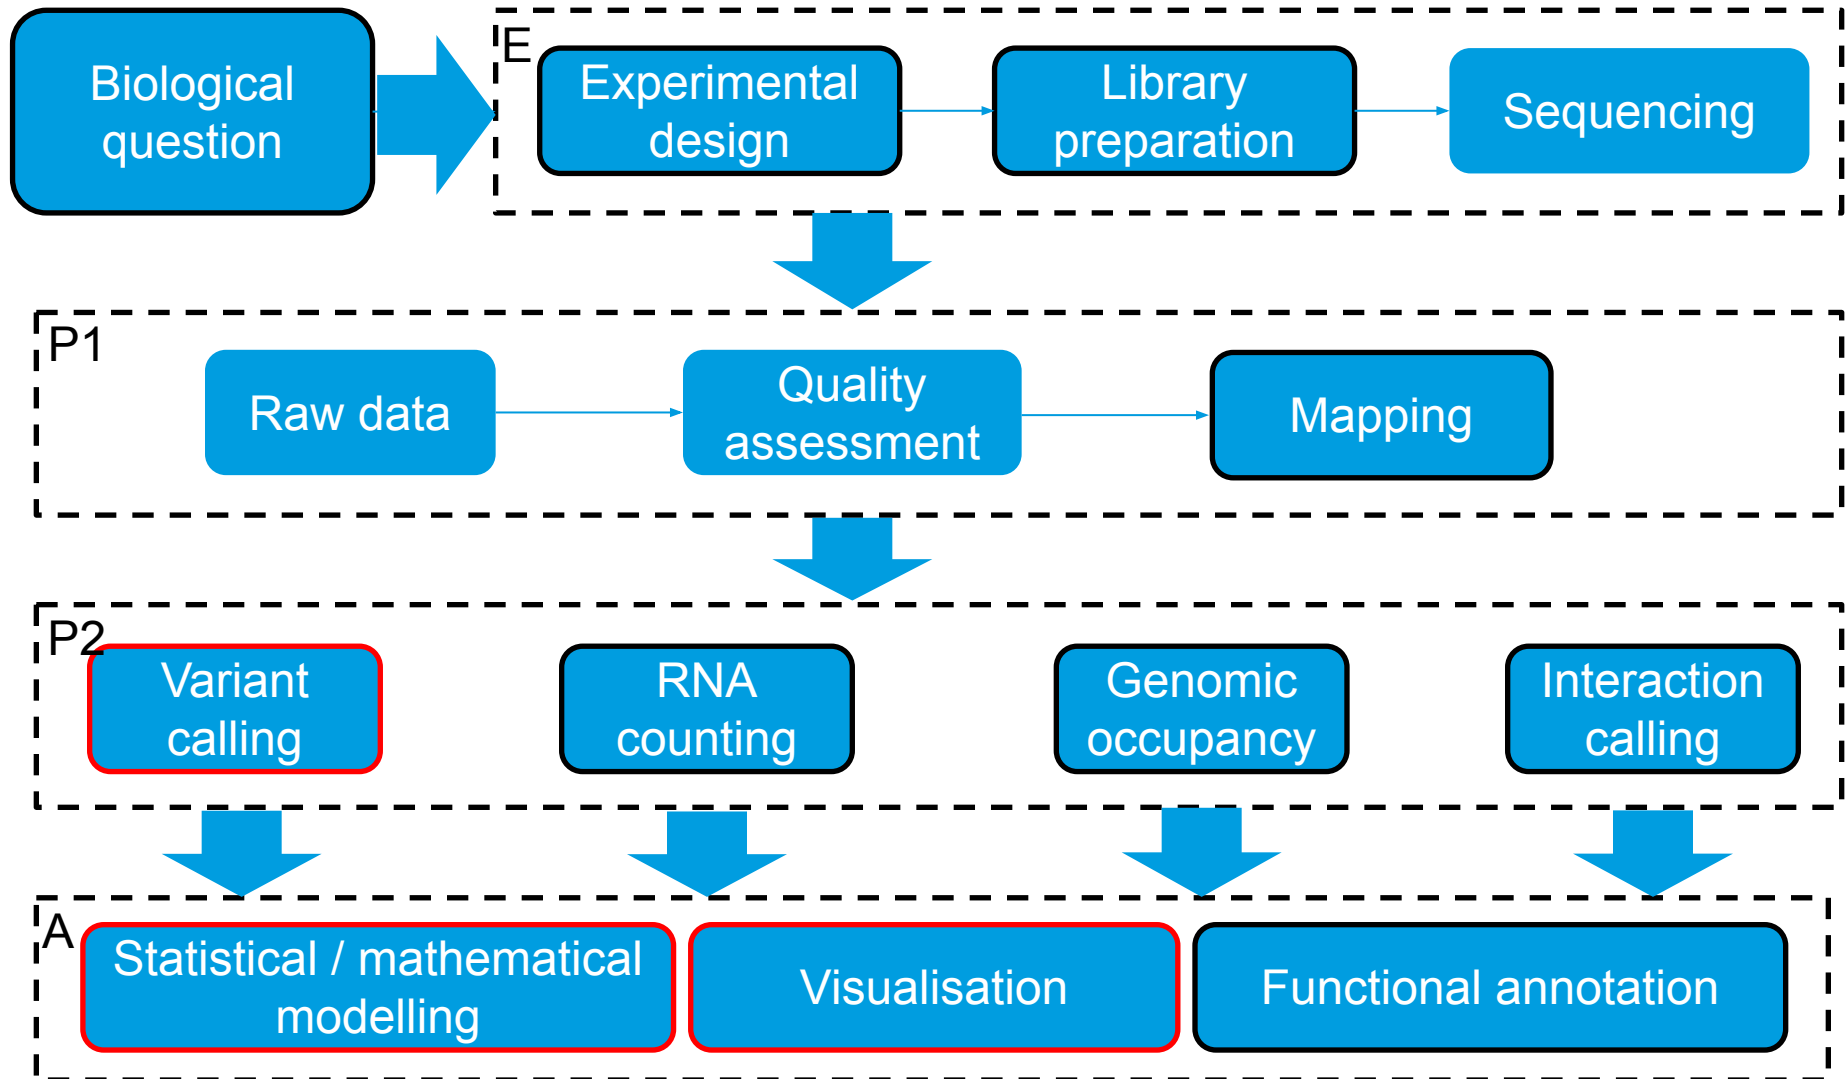 Biological
question
E
Experimental
design
Library
preparation
Sequencing
P1
Raw data
Quality
assessment
Mapping
P2
Variant
calling
RNA
counting
Genomic
occupancy
Interaction
calling
A
Statistical / mathematical
modelling
Visualisation
Functional annotation